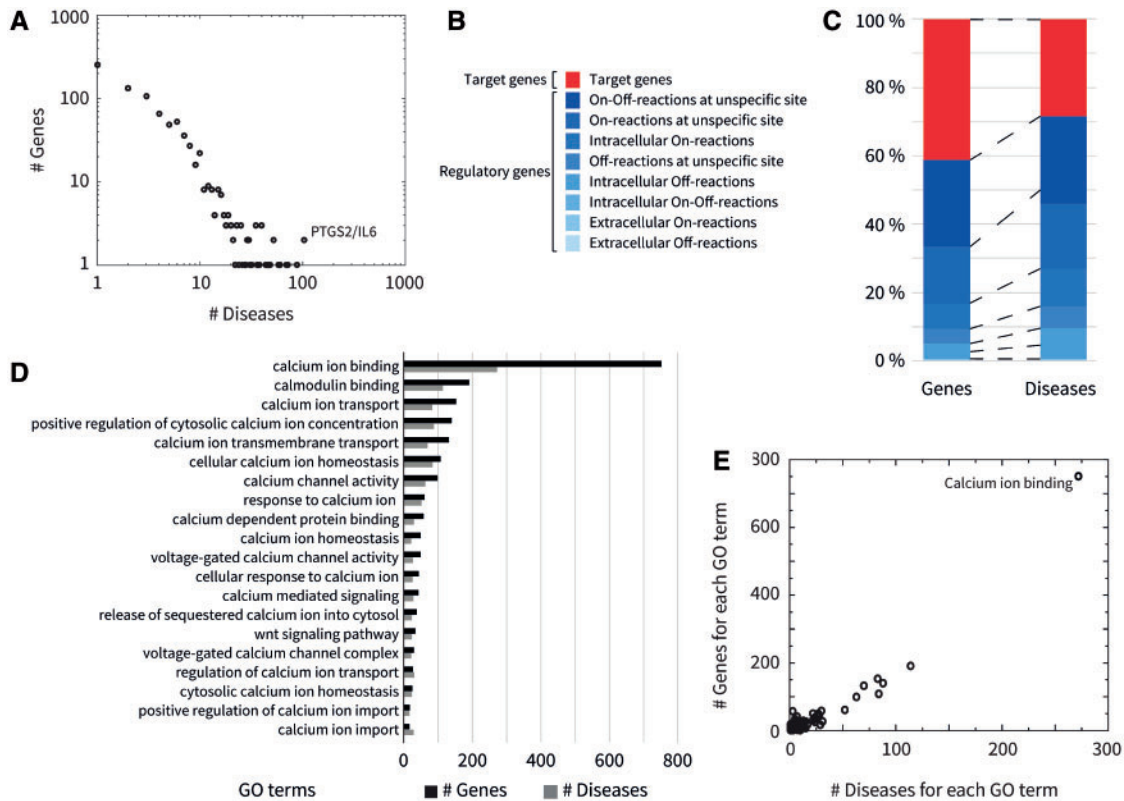 A
1000
100
10
1
1
10
100
1000
# Genes
# Diseases
PTGS2/IL6
B
Target genes
Target genes
Regulatory genes
On-Off-reactions at unspecific site
On-reactions at unspecific site
Intracellular On-reactions
Off-reactions at unspecific site
Intracellular Off-reactions
Intracellular On-Off-reactions
Extracellular On-reactions
Extracellular Off-reactions
C
100 %
80 %
60 %
40 %
20 %
0 %
Genes
Diseases
D
calcium ion binding
calmodulin binding
calcium ion transport
positive regulation of cytosolic calcium ion concentration
calcium ion transmembrane transport
cellular calcium ion homeostasis
calcium channel activity
response to calcium ion
calcium dependent protein binding
calcium ion homeostasis
voltage-gated calcium channel activity
cellular response to calcium ion
calcium mediated signaling
release of sequestered calcium ion into cytosol
wnt signaling pathway
voltage-gated calcium channel complex
regulation of calcium ion transport
cytosolic calcium ion homeostasis
positive regulation of calcium ion import
calcium ion import
0
200
400
600
800
GO terms
# Genes
# Diseases
E
800
600
400
200
0
0
100
200
300
# Genes for each GO term
Calcium ion binding
# Diseases for each GO term